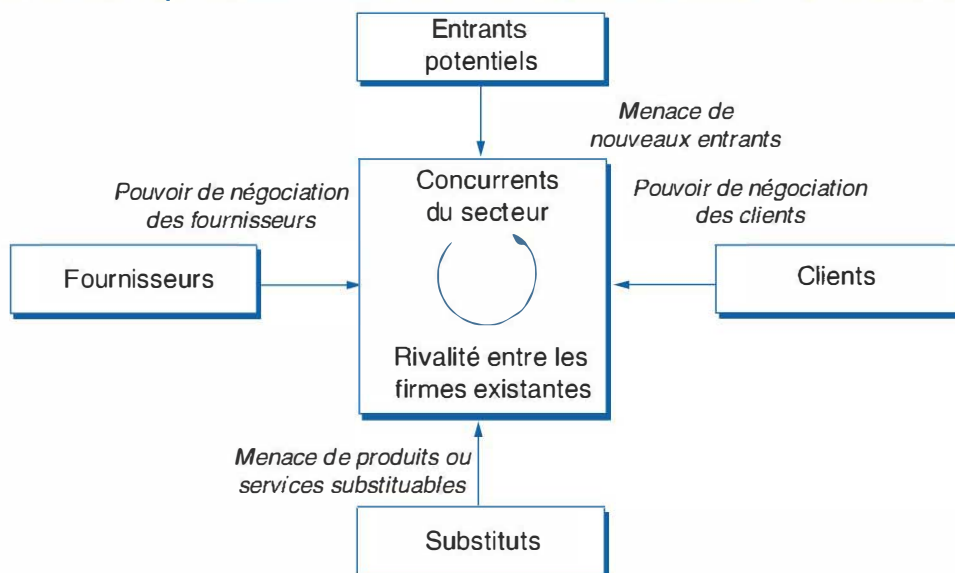 Entrants
potentiels
Menace de
nouveaux entrants
Pouvoir de négociation
des fournisseurs
Concurrents
du secteur
Pouvoir de négociation
des clients
Fournisseurs
Clients
Rivalité entre les
firmes existantes
Menace de produits ou
services substituables
Substituts